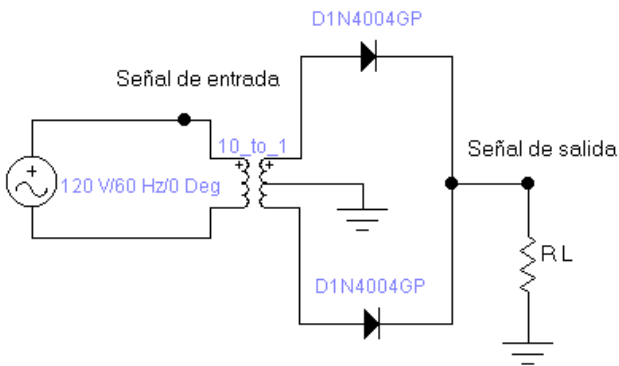 D1N4004GP
Señal de entrada
10_to_1
Señal de salida
+
+
+
120 V/60 Hz/0 Deg
RL
D1N4004GP